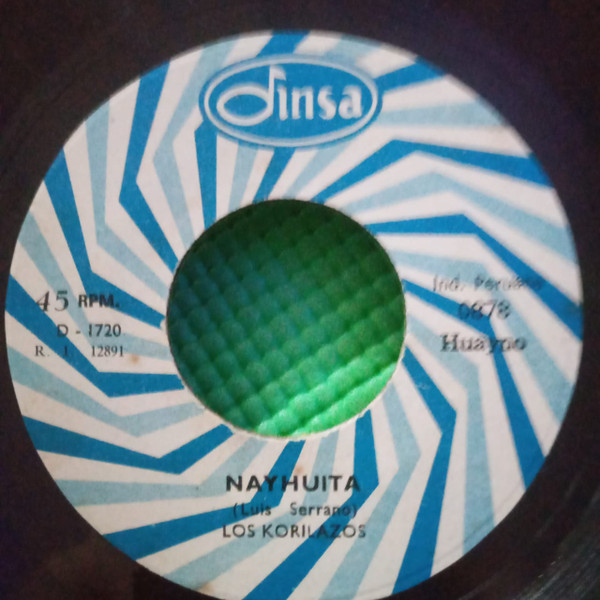 dinsa
45 RPM.
D - 1720
R. I. 12891
Ind. Peruana
0878
Huayno
NAYHUITA
(Luis Serrano)
LOS KORILAZOS